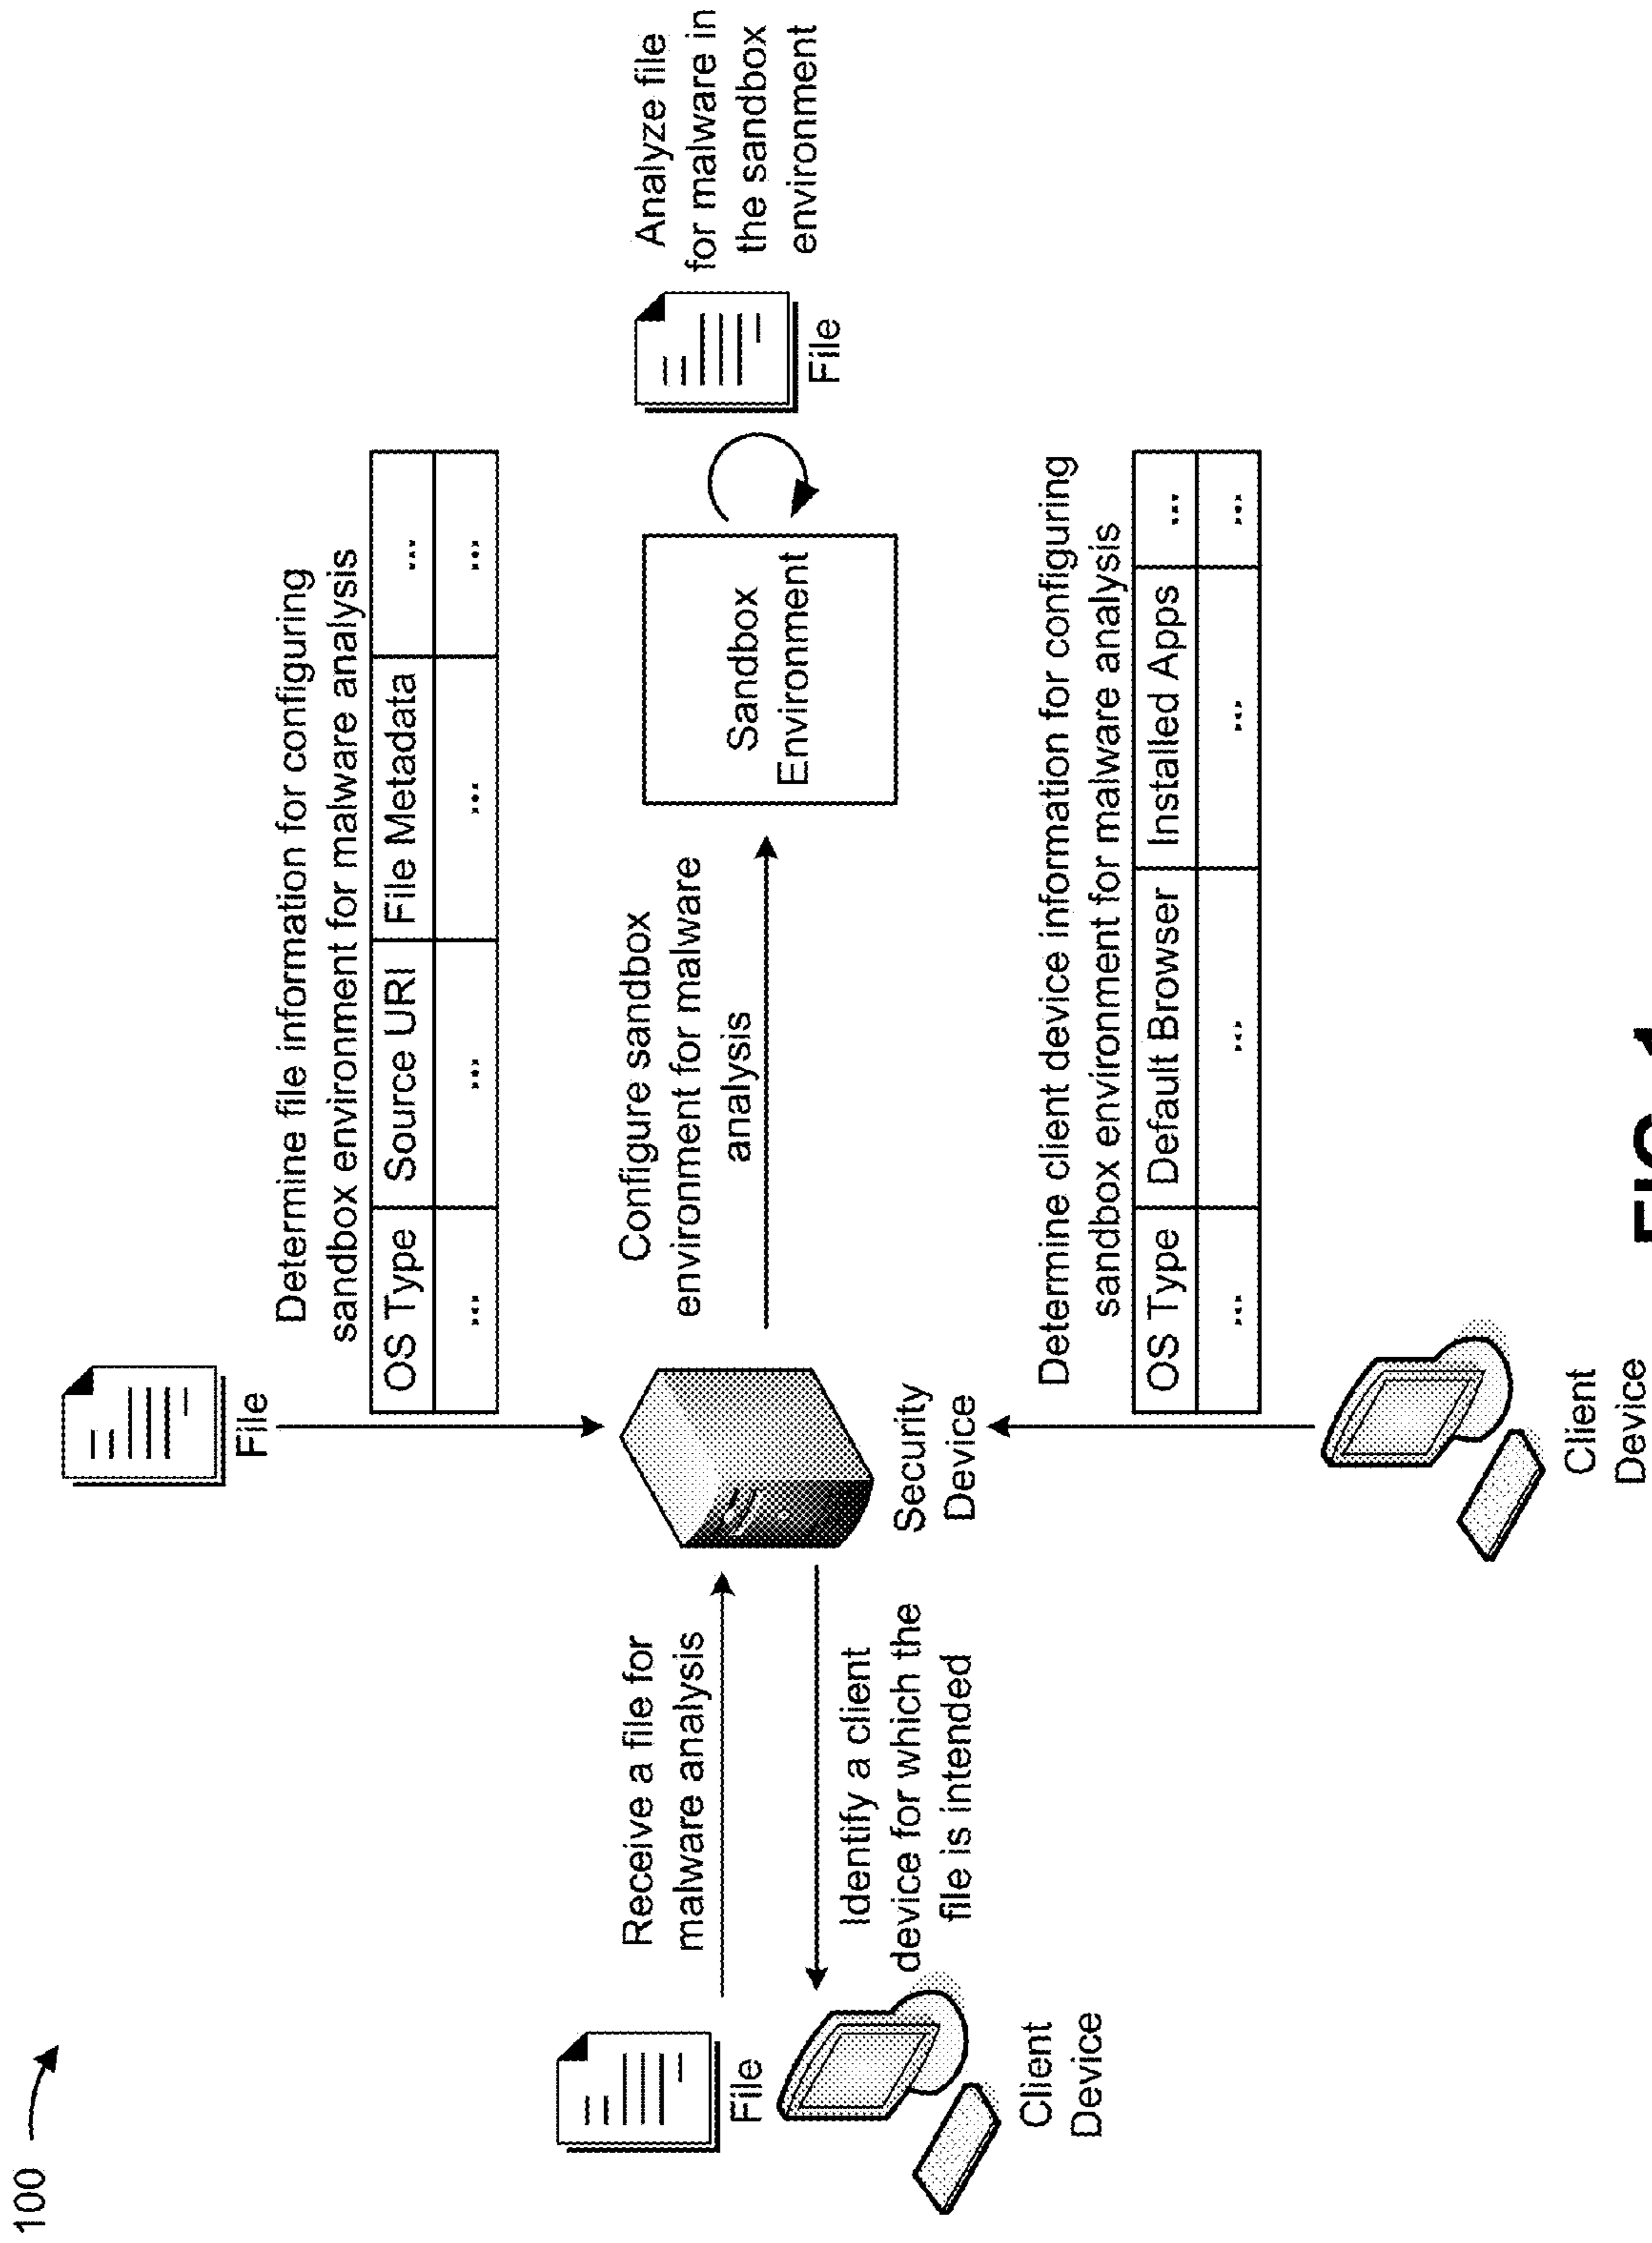 100
File
Determine file information for configuring
sandbox environment for malware analysis
OS Type Source URI File Metadata ...
... ... ... ...
Receive a file for
malware analysis
File
Identify a client
device for which the
file is intended
Client
Device
Security
Device
Configure sandbox
environment for malware
analysis
Sandbox
Environment
File
Analyze file
for malware in
the sandbox
environment
Determine client device information for configuring
sandbox environment for malware analysis
OS Type Default Browser Installed Apps ...
... ... ... ...
Client
Device
FIG. 1